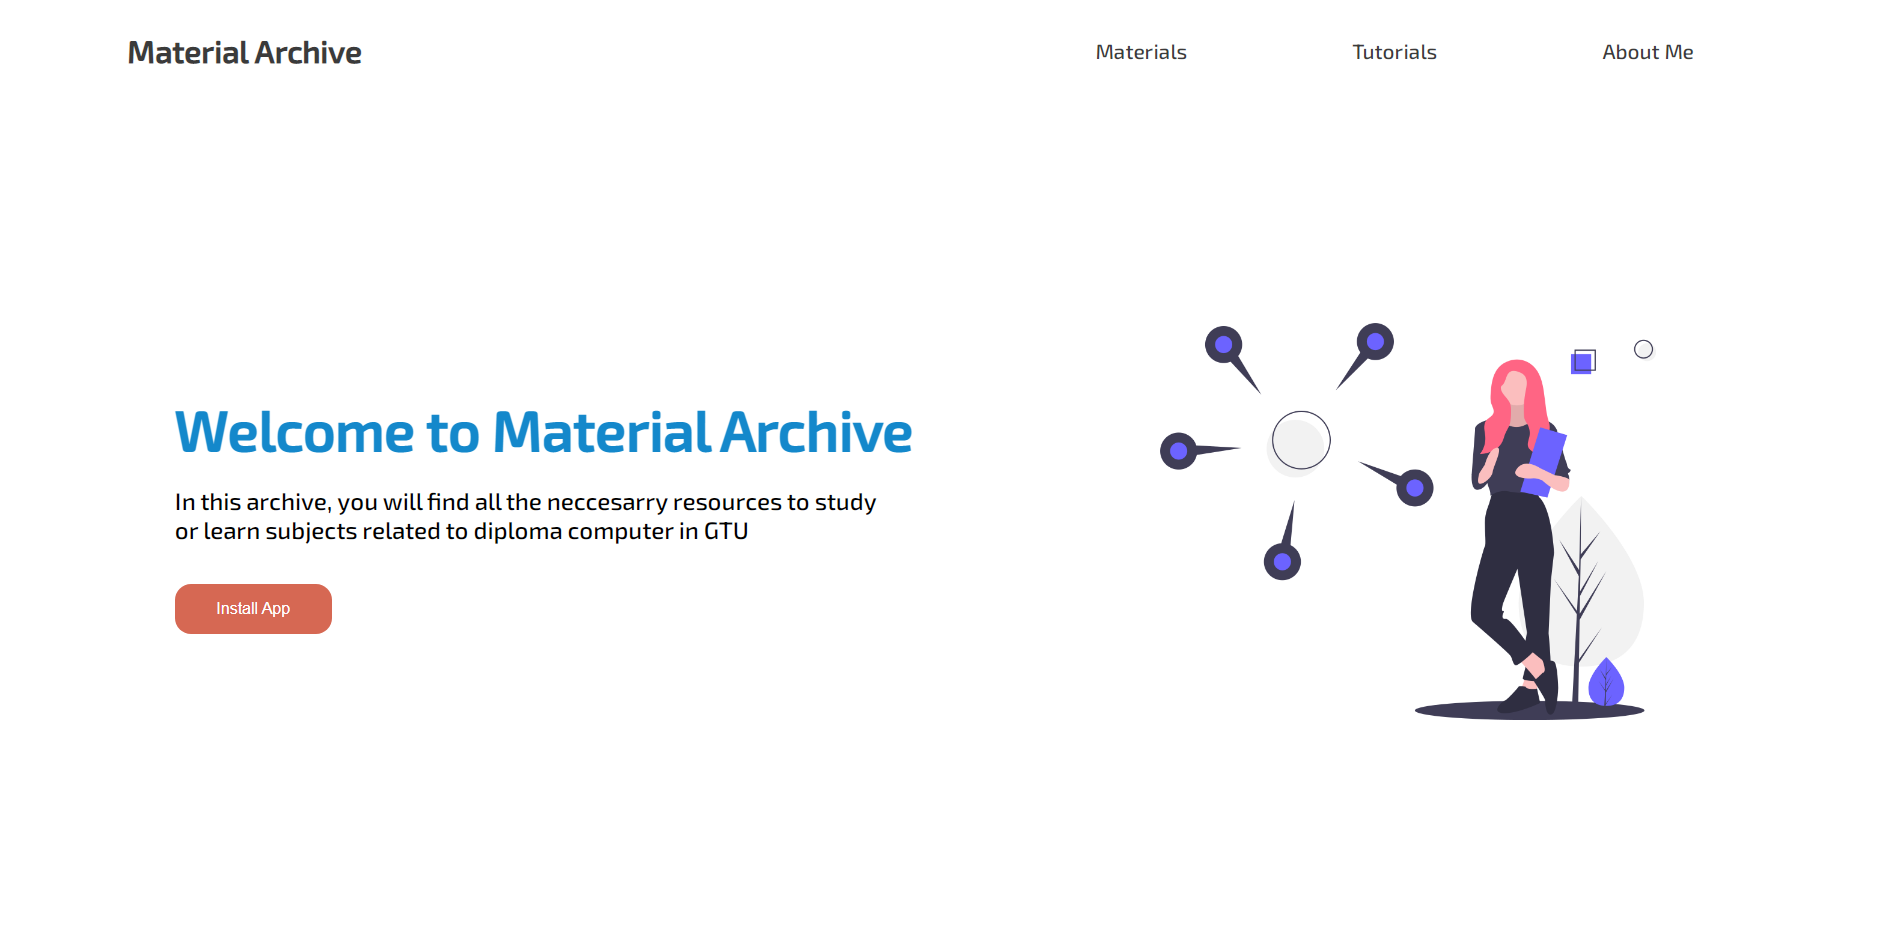 Material Archive
Materials
Tutorials
About Me
Welcome to Material Archive
In this archive, you will find all the neccesarry resources to study
or learn subjects related to diploma computer in GTU
Install App